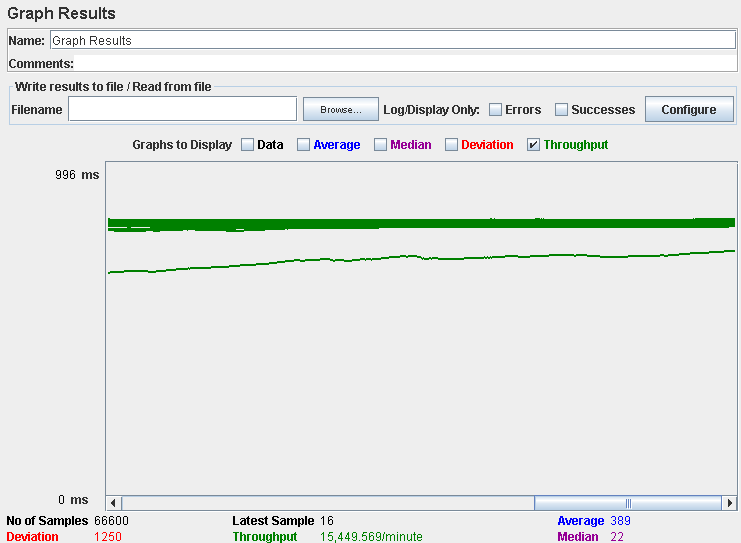 Graph Results
Name: Graph Results
Comments:
Write results to file / Read from file
Filename Browse... Log/Display Only: Errors Successes Configure
Graphs to Display Data Average Median Deviation Throughput
996 ms
0 ms
No of Samples 66600 Latest Sample 16 Average 389
Deviation 1250 Throughput 15,449.569/minute Median 22